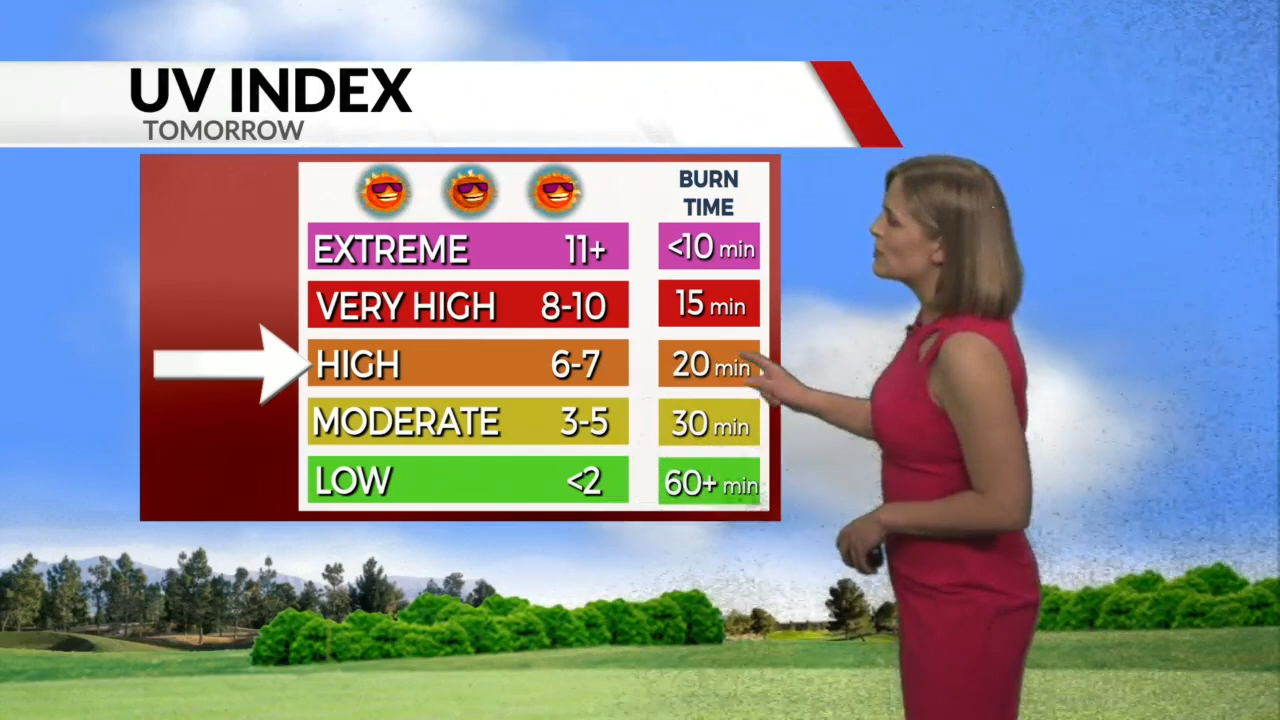 UV INDEX
TOMORROW
BURN
TIME
EXTREME 11+ <10 min
VERY HIGH 8-10 15 min
HIGH 6-7 20 min
MODERATE 3-5 30 min
LOW <2 60+ min